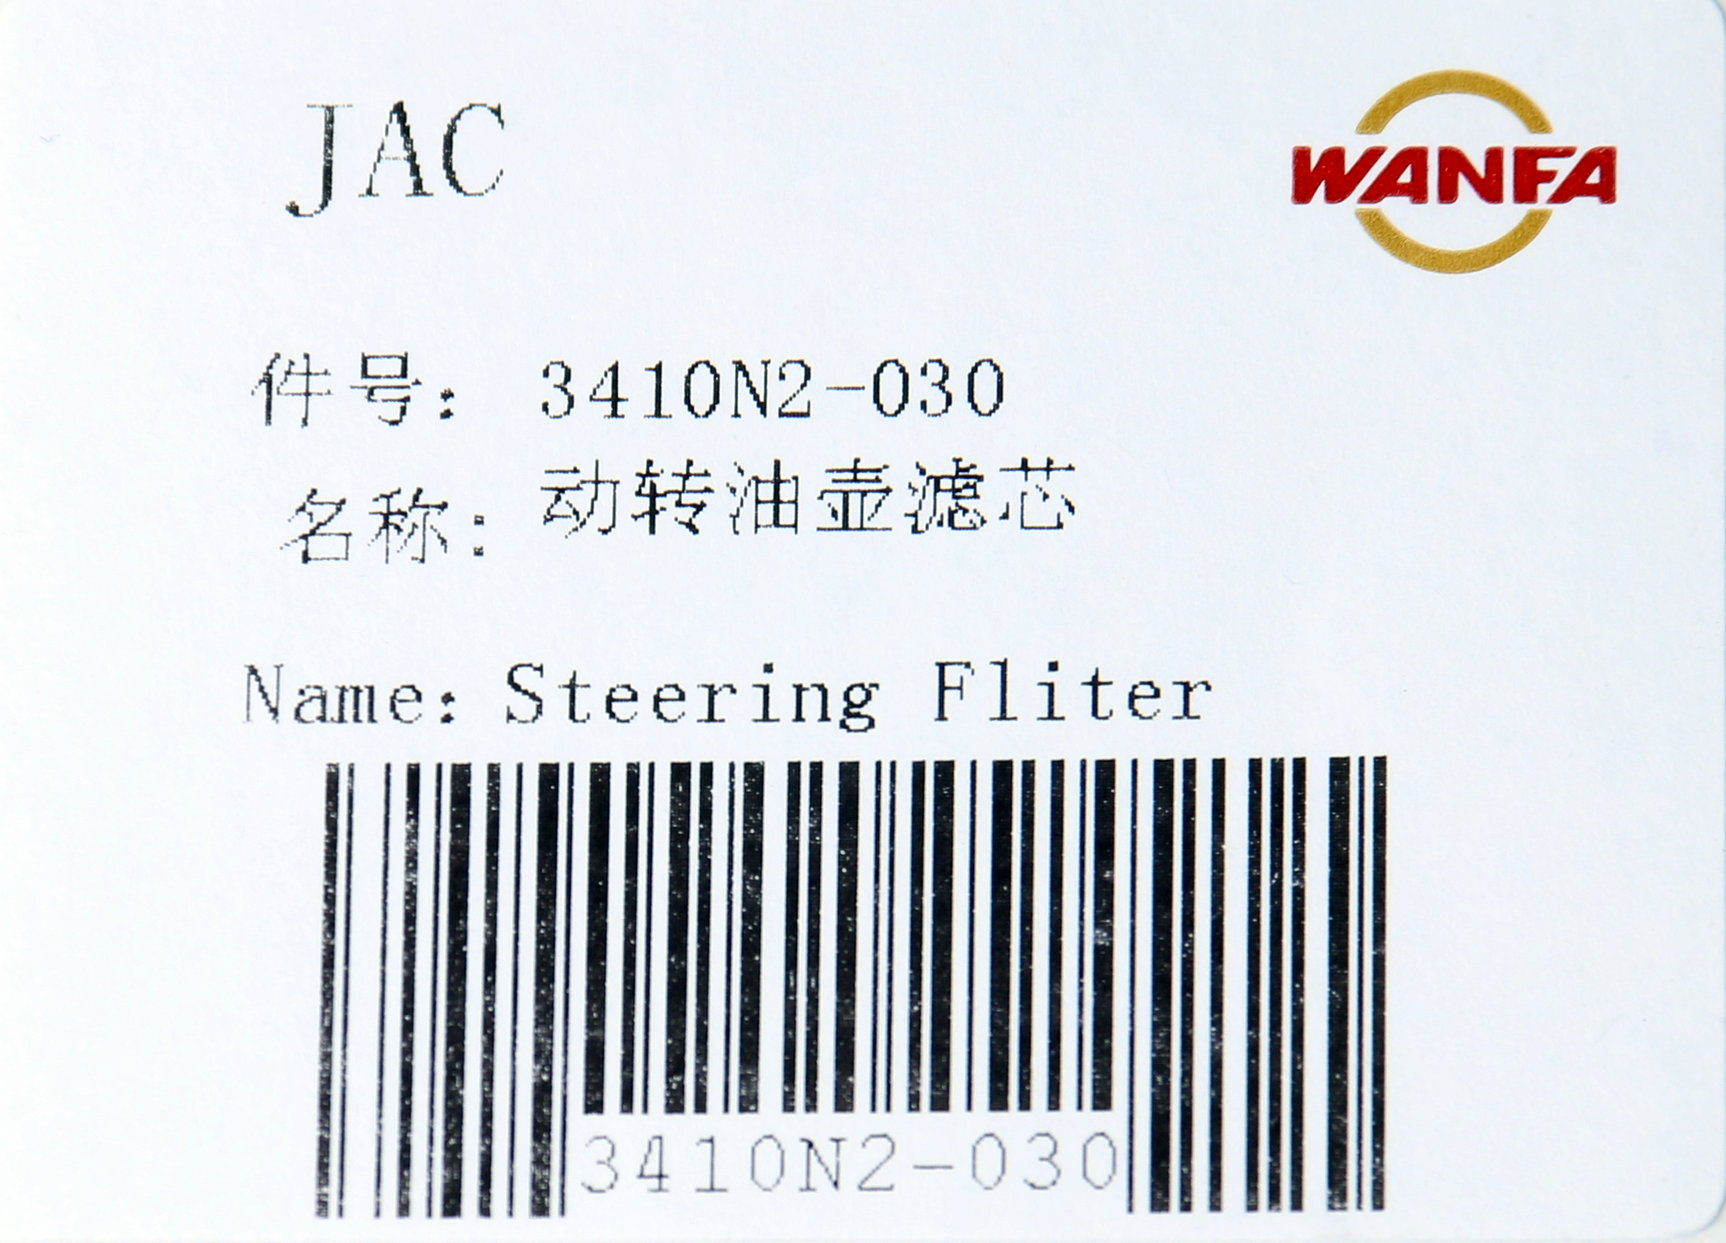 JAC
WANFA
件号: 3410N2-030
名称: 动转油壶滤芯
Name: Steering Fliter
3410N2-030